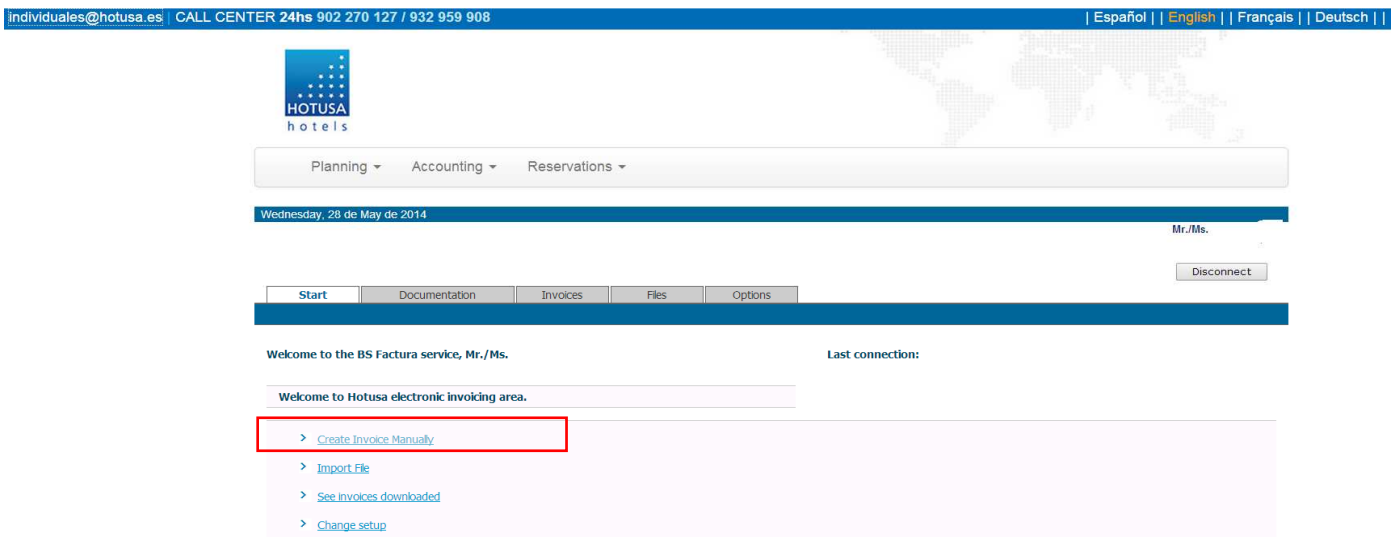 individuales@hotusa.es | CALL CENTER 24hs 902 270 127 / 932 959 908 | Español | | English | | Français | | Deutsch | |
HOTUSA
hotels
Planning Accounting Reservations
Wednesday, 28 de May de 2014
Mr./Ms.
Disconnect
Start Documentation Invoices Files Options
Welcome to the BS Factura service, Mr./Ms. Last connection:
Welcome to Hotusa electronic invoicing area.
Create Invoice Manually
Import File
See invoices downloaded
Change setup